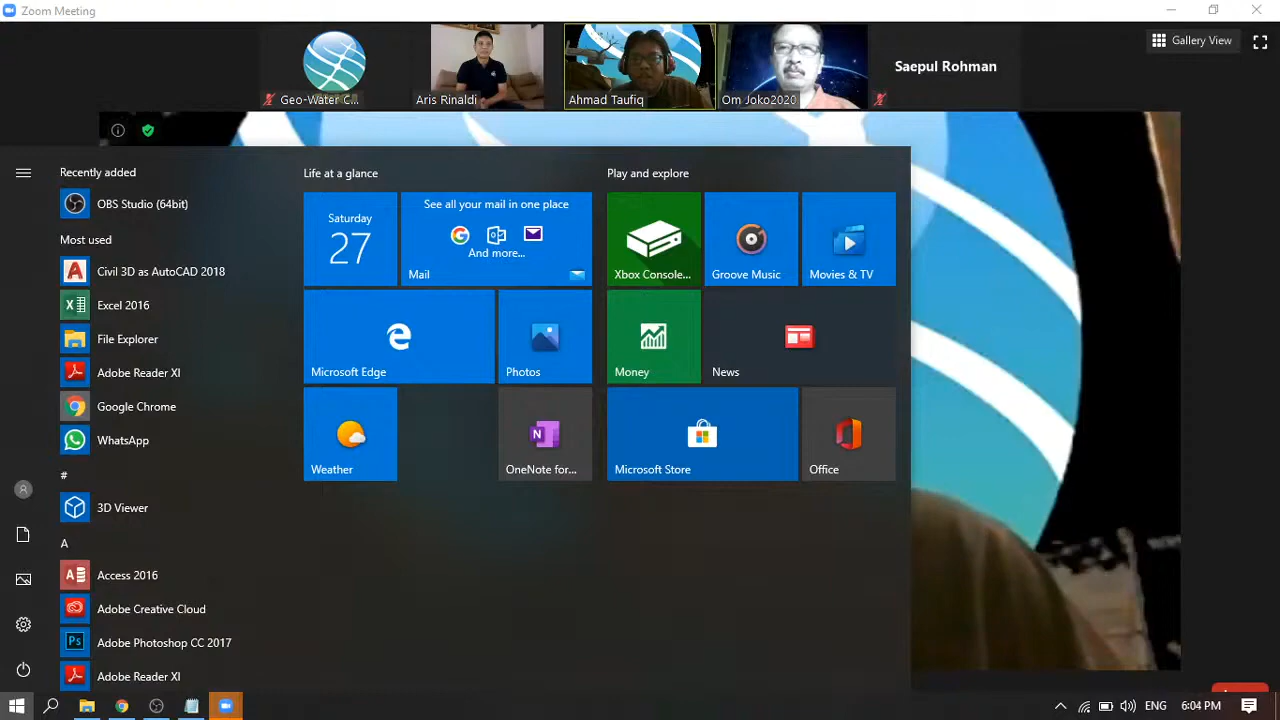 Zoom Meeting
Gallery View
Geo-Water C...
Aris Rinaldi
Ahmad Taufiq
Om Joko2020
Saepul Rohman
Recently added
OBS Studio (64bit)
Most used
Civil 3D as AutoCAD 2018
Excel 2016
File Explorer
Adobe Reader XI
Google Chrome
WhatsApp
#
3D Viewer
A
Access 2016
Adobe Creative Cloud
Adobe Photoshop CC 2017
Adobe Reader XI
Life at a glance
Saturday
27
See all your mail in one place
And more...
Mail
Microsoft Edge
Photos
Weather
OneNote for...
Play and explore
Xbox Console...
Groove Music
Movies & TV
Money
News
Microsoft Store
Office
ENG
6:04 PM